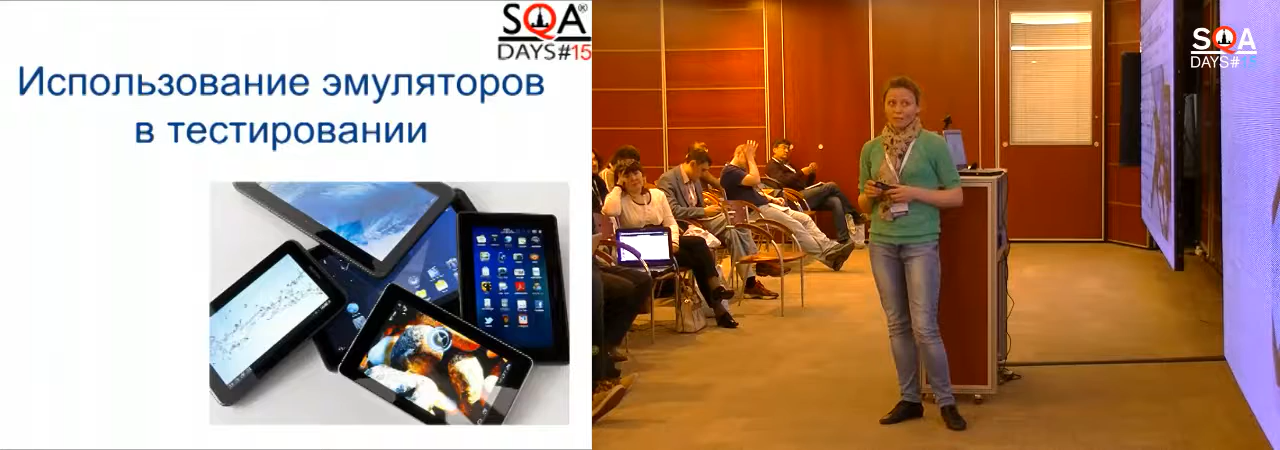 SQA®
DAYS#15
Использование эмуляторов
в тестировании
SQA
DAYS#15